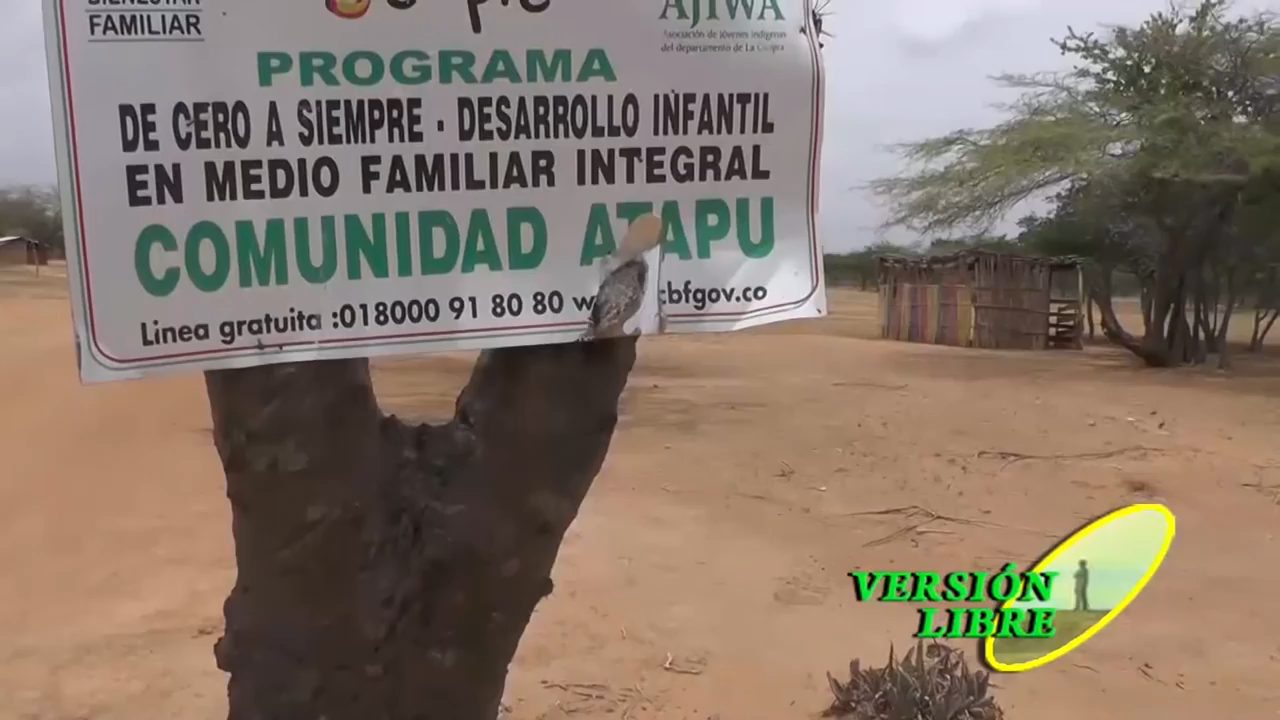 BIENESTAR
FAMILIAR
AJIWA
Asociación de jóvenes indígenas
del departamento de La Guajira
PROGRAMA
DE CERO A SIEMPRE - DESARROLLO INFANTIL
EN MEDIO FAMILIAR INTEGRAL
COMUNIDAD ATAPU
Linea gratuita :018000 91 80 80 w cbfgov.co
VERSIÓN
LIBRE